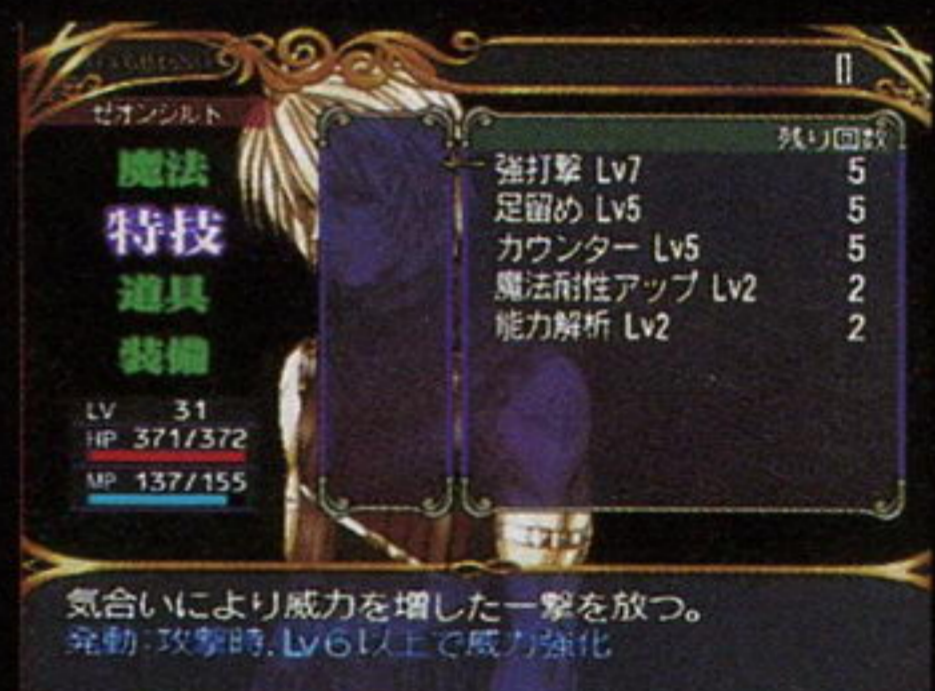 ゼオンシルト
魔法
特技
道具
装備
LV 31
HP 371/372
MP 137/155
残り回数
強打撃 Lv7 5
足留め Lv5 5
カウンター Lv5 5
魔法耐性アップ Lv2 2
能力解析 Lv2 2
気合いにより威力を増した一撃を放つ。
発動:攻撃時.Lv6以上で威力強化